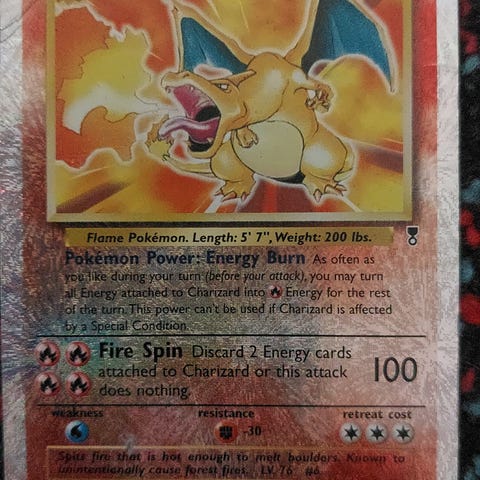 Flame Pokémon. Length: 5' 7", Weight: 200 lbs.
Pokémon Power: Energy Burn As often as
you like during your turn (before your attack), you may turn
all Energy attached to Charizard into Energy for the rest
of the turn. This power can't be used if Charizard is affected
by a Special Condition.
Fire Spin Discard 2 Energy cards
attached to Charizard or this attack
does nothing.
100
weakness
resistance
-30
retreat cost
Spits fire that is hot enough to melt boulders. Known to
unintentionally cause forest fires. LV. 76 #6